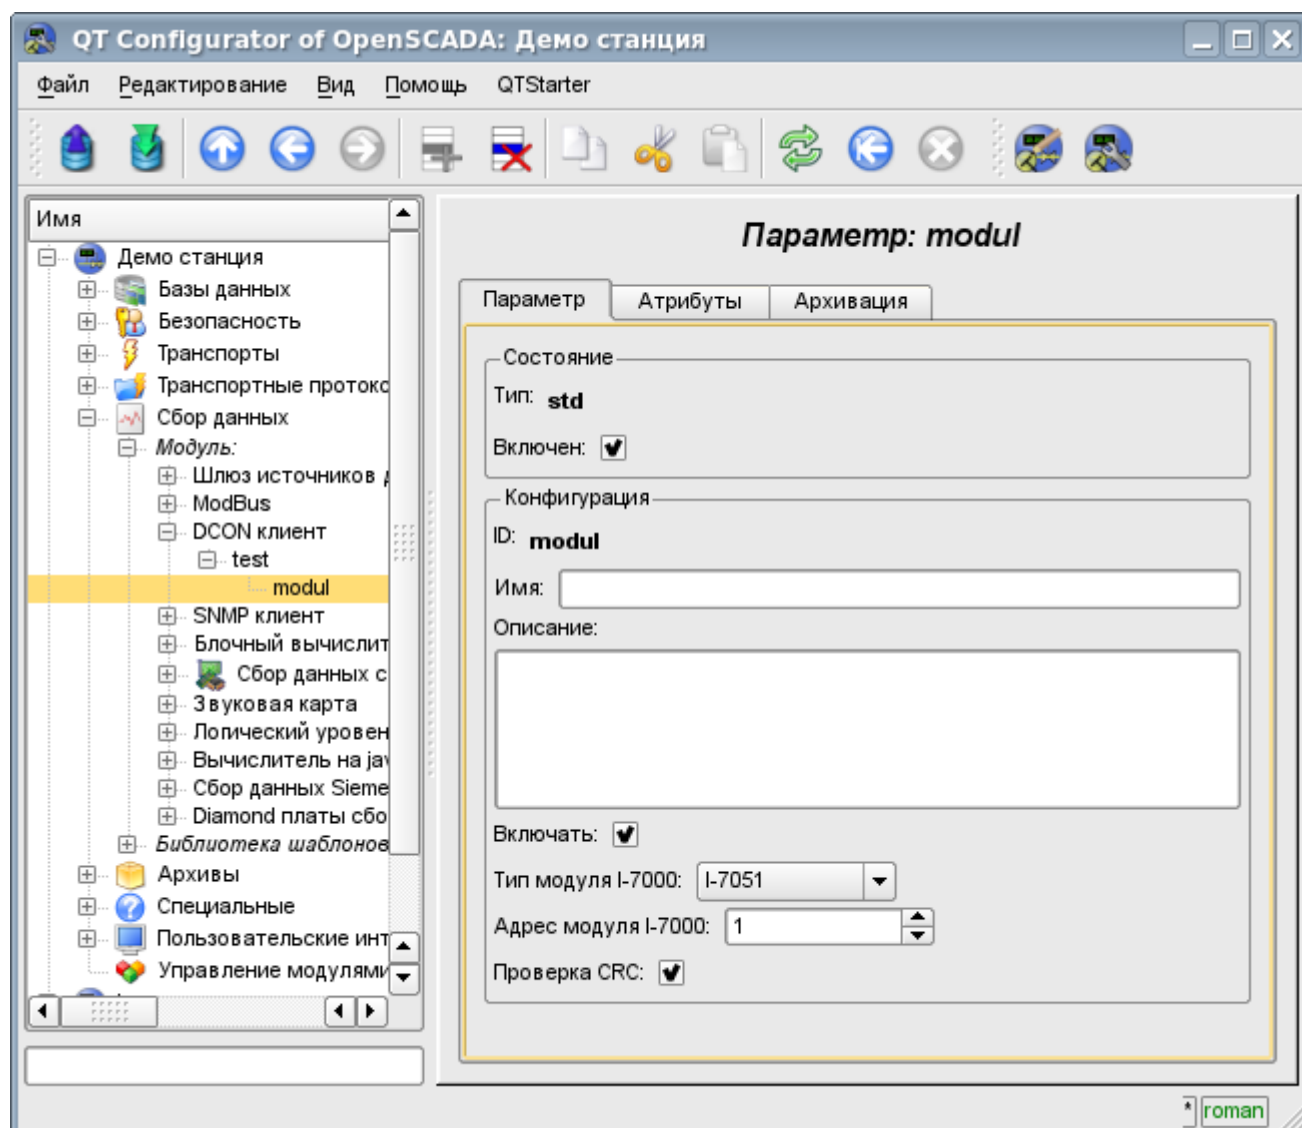 QT Configurator of OpenSCADA: Демо станция
Файл Редактирование Вид Помощь QTStarter
Имя
Демо станция
Базы данных
Безопасность
Транспорты
Транспортные протоко
Сбор данных
Модуль:
Шлюз источников
ModBus
DCON клиент
test
modul
SNMP клиент
Блочный вычислит
Сбор данных с
Звуковая карта
Логический уровен
Вычислитель на jav
Сбор данных Sieme
Diamond платы сбо
Библиотека шаблонов
Архивы
Специальные
Пользовательские инт
Управление модулями
Параметр: modul
Параметр Атрибуты Архивация
Состояние
Тип: std
Включен:
Конфигурация
ID: modul
Имя:
Описание:
Включать:
Тип модуля I-7000: I-7051
Адрес модуля I-7000: 1
Проверка CRC:
* roman